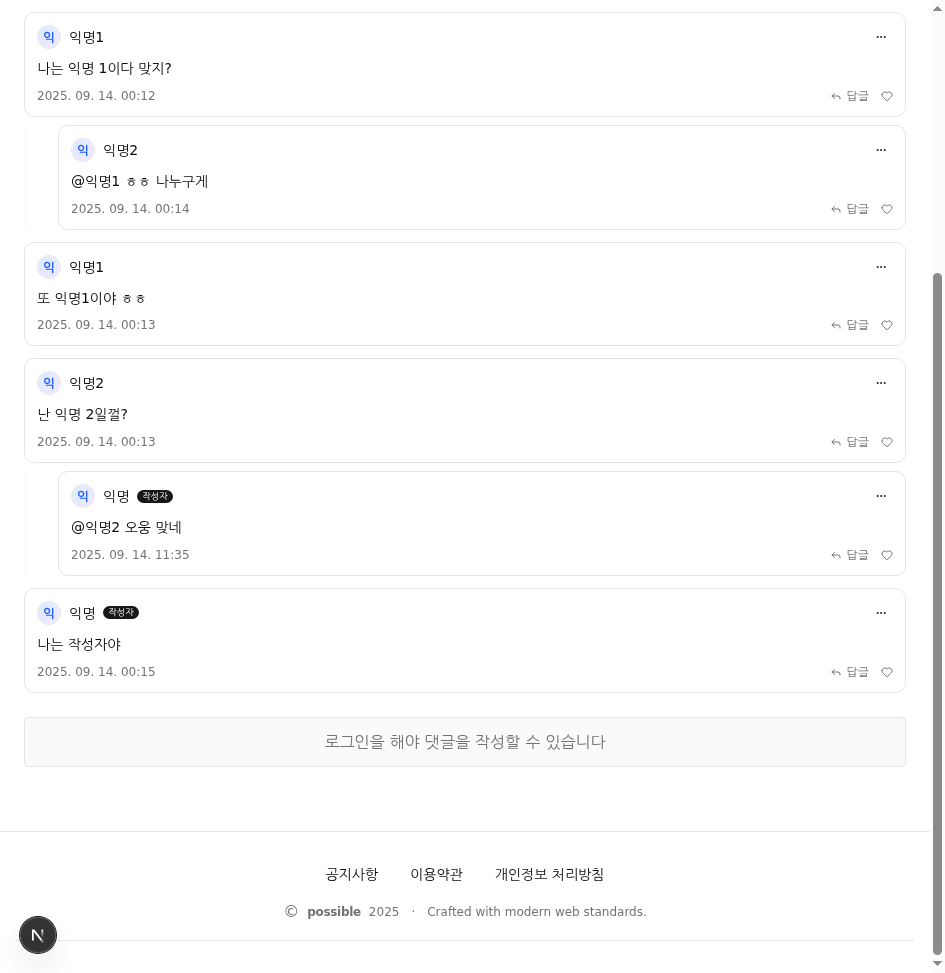 익 익명1 ···
나는 익명 1이다 맞지?
2025. 09. 14. 00:12 답글
익 익명2 ···
@익명1 ㅎㅎ 나누구게
2025. 09. 14. 00:14 답글
익 익명1 ···
또 익명1이야 ㅎㅎ
2025. 09. 14. 00:13 답글
익 익명2 ···
난 익명 2일껄?
2025. 09. 14. 00:13 답글
익 익명 작성자 ···
@익명2 오웅 맞네
2025. 09. 14. 11:35 답글
익 익명 작성자 ···
나는 작성자야
2025. 09. 14. 00:15 답글
로그인을 해야 댓글을 작성할 수 있습니다
공지사항 이용약관 개인정보 처리방침
© possible 2025 · Crafted with modern web standards.
N